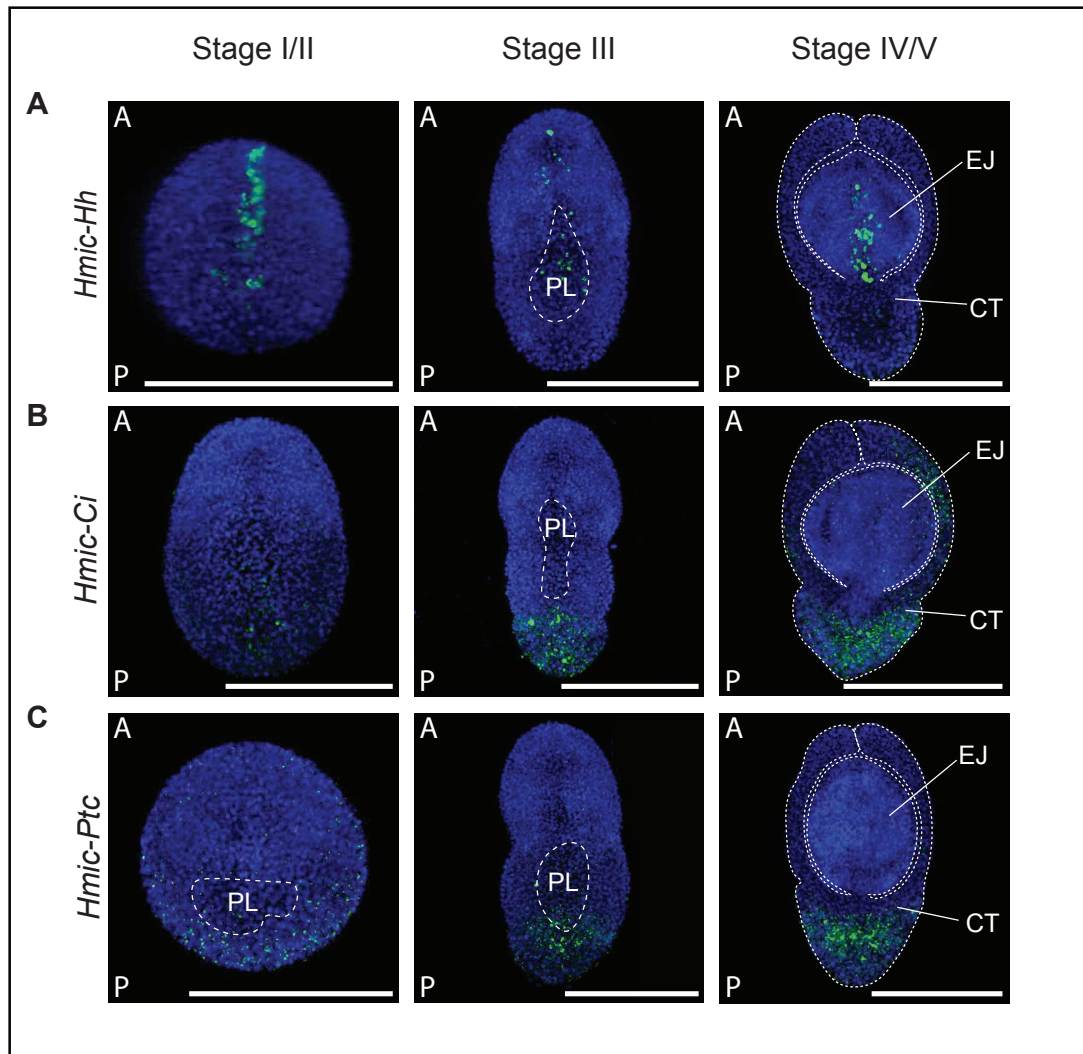 Stage I/II Stage III Stage IV/V
A
Hmic-Hh
A A A
EJ
PL
CT
P P P
B
Hmic-Ci
A A A
EJ
PL
CT
P P P
C
Hmic-Ptc
A A A
EJ
PL PL
CT
P P P